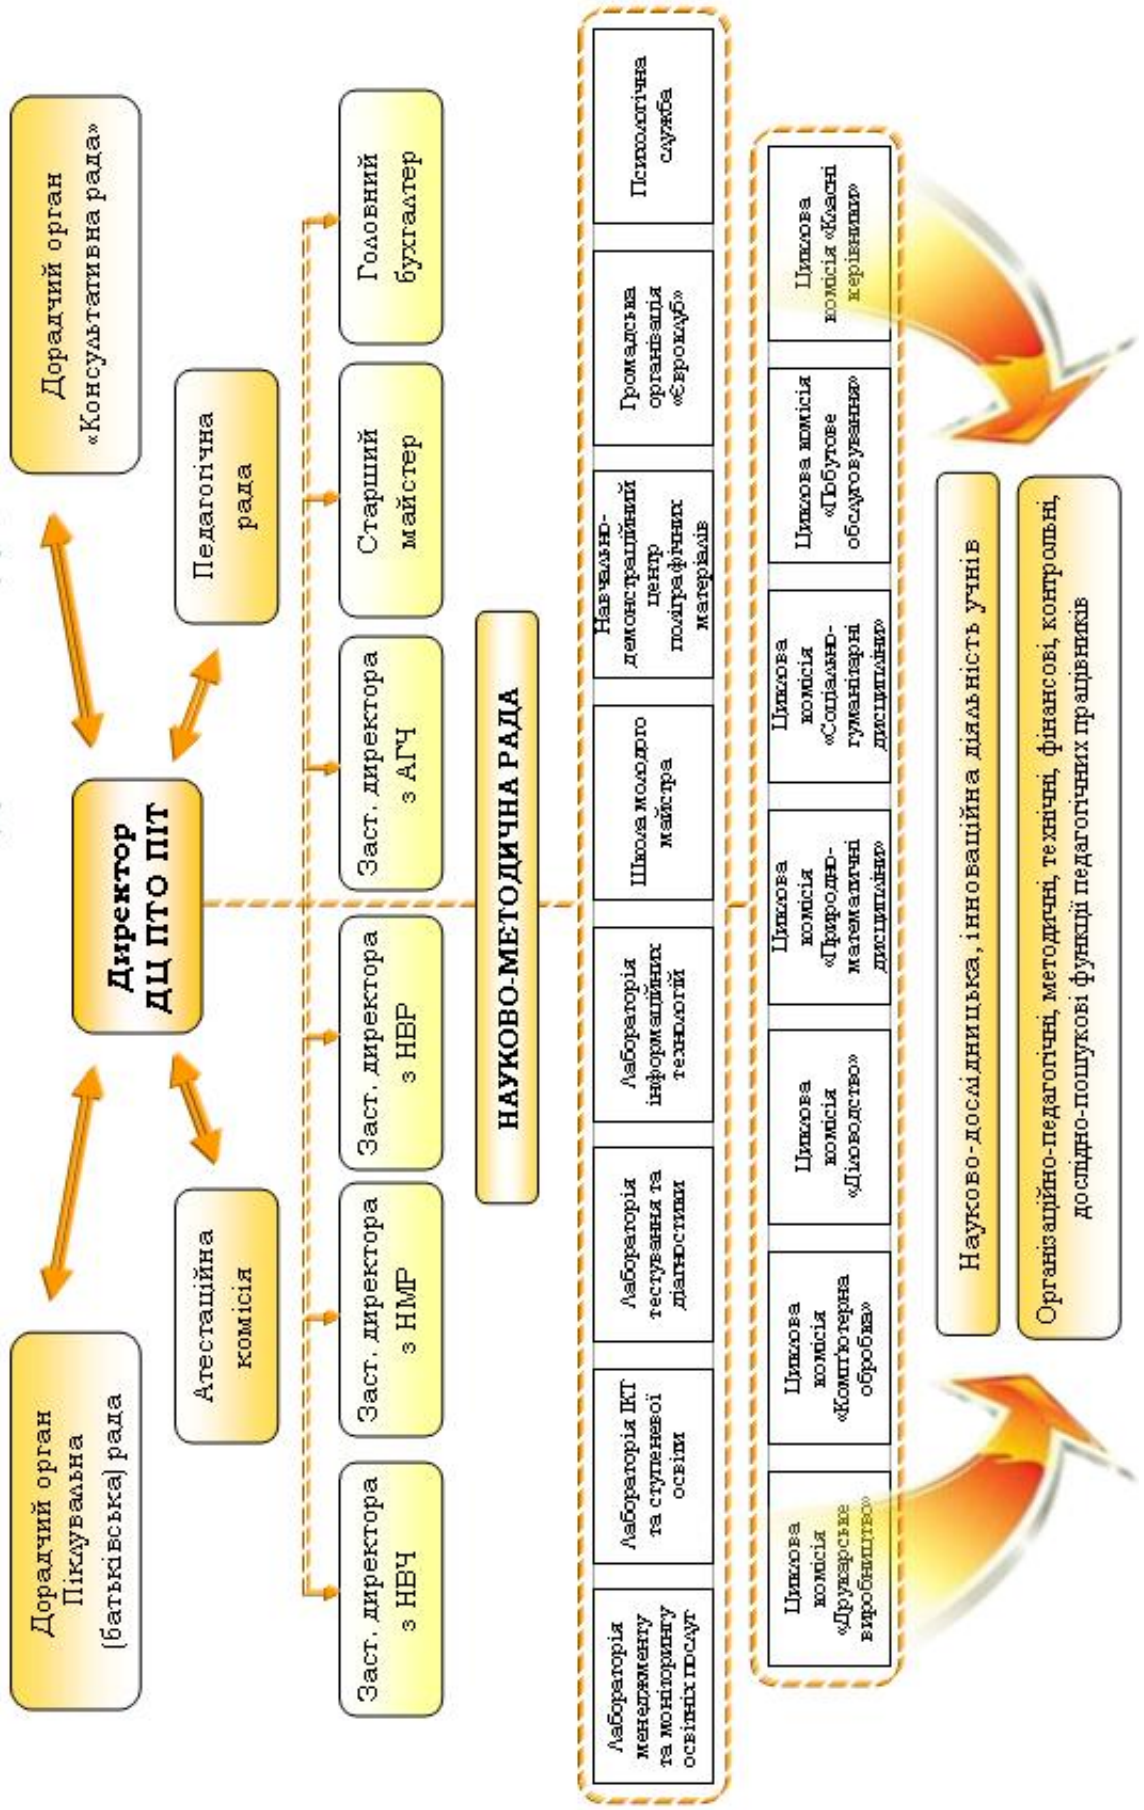 Дорадчий орган
Піклувальна
(батьківська) рада
Директор
ДЦ ПТО ПІТ
Дорадчий орган
«Консультативна рада»
Атестаційна
комісія
Педагогічна
рада
Заст. директора
з НВЧ
Заст. директора
з НМР
Заст. директора
з НВР
Заст. директора
з АГЧ
Старший
майстер
Головний
бухгалтер
НАУКОВО-МЕТОДИЧНА РАДА
Лабораторія
менеджменту
та моніторингу
освітніх послуг
Лабораторія ІКТ
та ступеневої
освіти
Лабораторія
тестування та
діагностики
Лабораторія
інформаційних
технологій
Школа молодого
майстра
Навчально-
демонстраційний
центр
поліграфічних
матеріалів
Громадська
організація
«Євроклуб»
Психологічна
служба
Циклова
комісія
«Друкарське
виробництво»
Циклова
комісія
«Комп'ютерна
обробка»
Циклова
комісія
«Діловодство»
Циклова
комісія
«Природно-
математичні
дисципліни»
Циклова
комісія
«Соціально-
гуманітарні
дисципліни»
Циклова комісія
«Побутове
обслуговування»
Циклова
комісія «Класні
керівники»
Науково-дослідницька, інноваційна діяльність учнів
Організаційно-педагогічні, методичні, технічні, фінансові, контрольні,
дослідно-пошукові функції педагогічних працівників